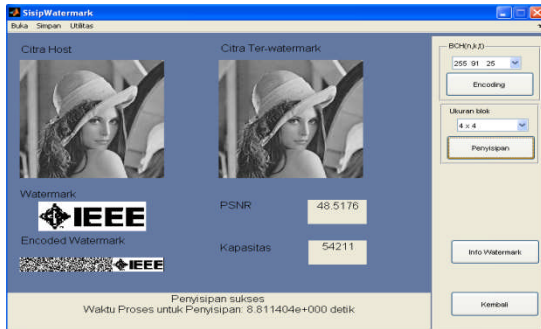 SisipWatermark
Buka Simpan Utilitas
Citra Host
Citra Ter-watermark
BCH(n,k,t)
255 91 25
Encoding
Ukuran blok
4 x 4
Penyisipan
Watermark
IEEE
PSNR
48.5176
Encoded Watermark
IEEE
Kapasitas
54211
Info Watermark
Penyisipan sukses
Waktu Proses untuk Penyisipan: 8.811404e+000 detik
Kembali